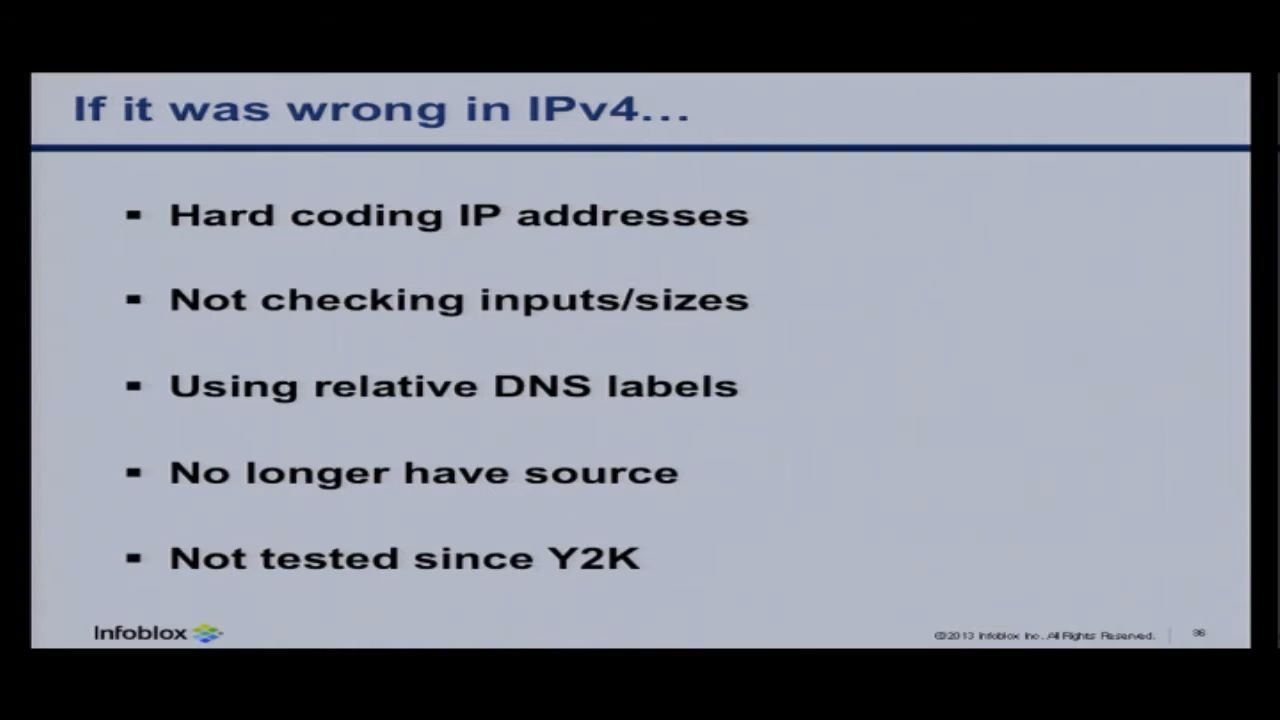 If it was wrong in IPv4...
▪ Hard coding IP addresses
▪ Not checking inputs/sizes
▪ Using relative DNS labels
▪ No longer have source
▪ Not tested since Y2K
Infoblox
©2013 Infoblox Inc. All Rights Reserved.